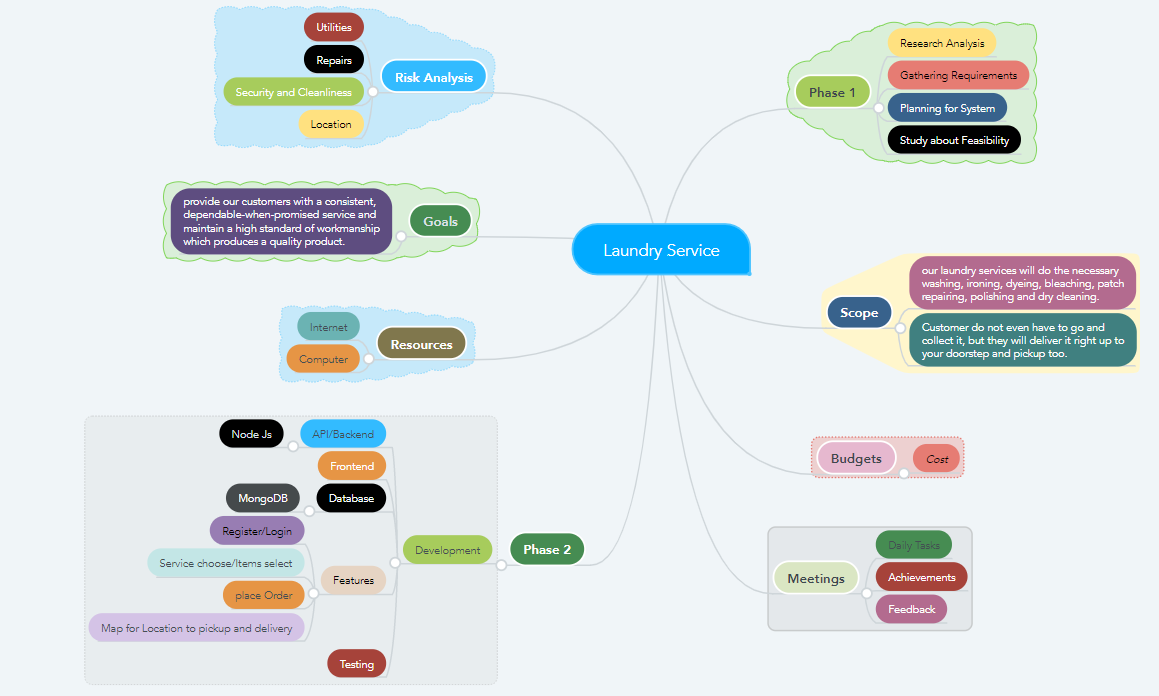 Laundry Service
Risk Analysis
Utilities
Repairs
Security and Cleanliness
Location
Goals
provide our customers with a consistent,
dependable-when-promised service and
maintain a high standard of workmanship
which produces a quality product.
Resources
Internet
Computer
Phase 2
Development
API/Backend
Node Js
Frontend
Database
MongoDB
Features
Register/Login
Service choose/Items select
place Order
Map for Location to pickup and delivery
Testing
Phase 1
Research Analysis
Gathering Requirements
Planning for System
Study about Feasibility
Scope
our laundry services will do the necessary
washing, ironing, dyeing, bleaching, patch
repairing, polishing and dry cleaning.
Customer do not even have to go and
collect it, but they will deliver it right up to
your doorstep and pickup too.
Budgets
Cost
Meetings
Daily Tasks
Achievements
Feedback